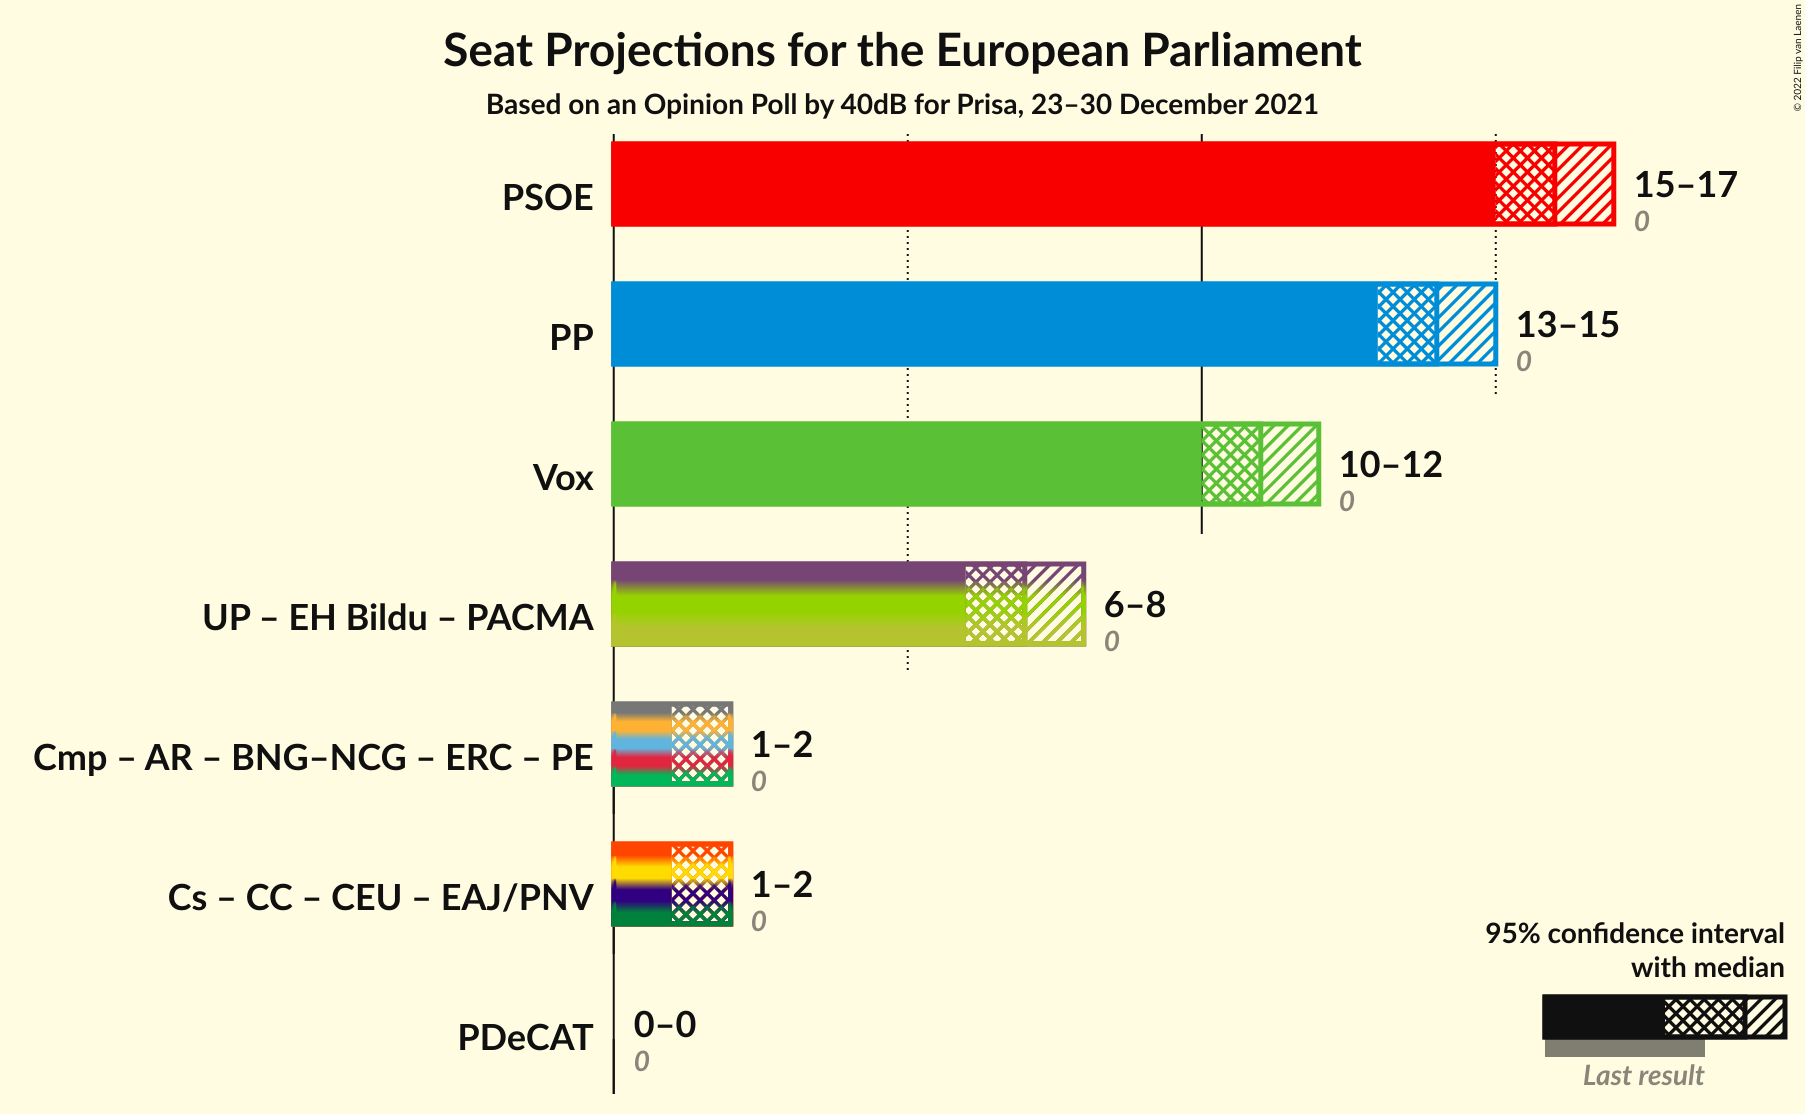 Seat Projections for the European Parliament
Based on an Opinion Poll by 40dB for Prisa, 23–30 December 2021
© 2022 Filip van Laenen
PSOE
15–17
0
PP
13–15
0
Vox
10–12
0
UP – EH Bildu – PACMA
6–8
0
Cmp – AR – BNG–NCG – ERC – PE
1–2
0
Cs – CC – CEU – EAJ/PNV
1–2
0
PDeCAT
0–0
0
95% confidence interval
with median
Last result